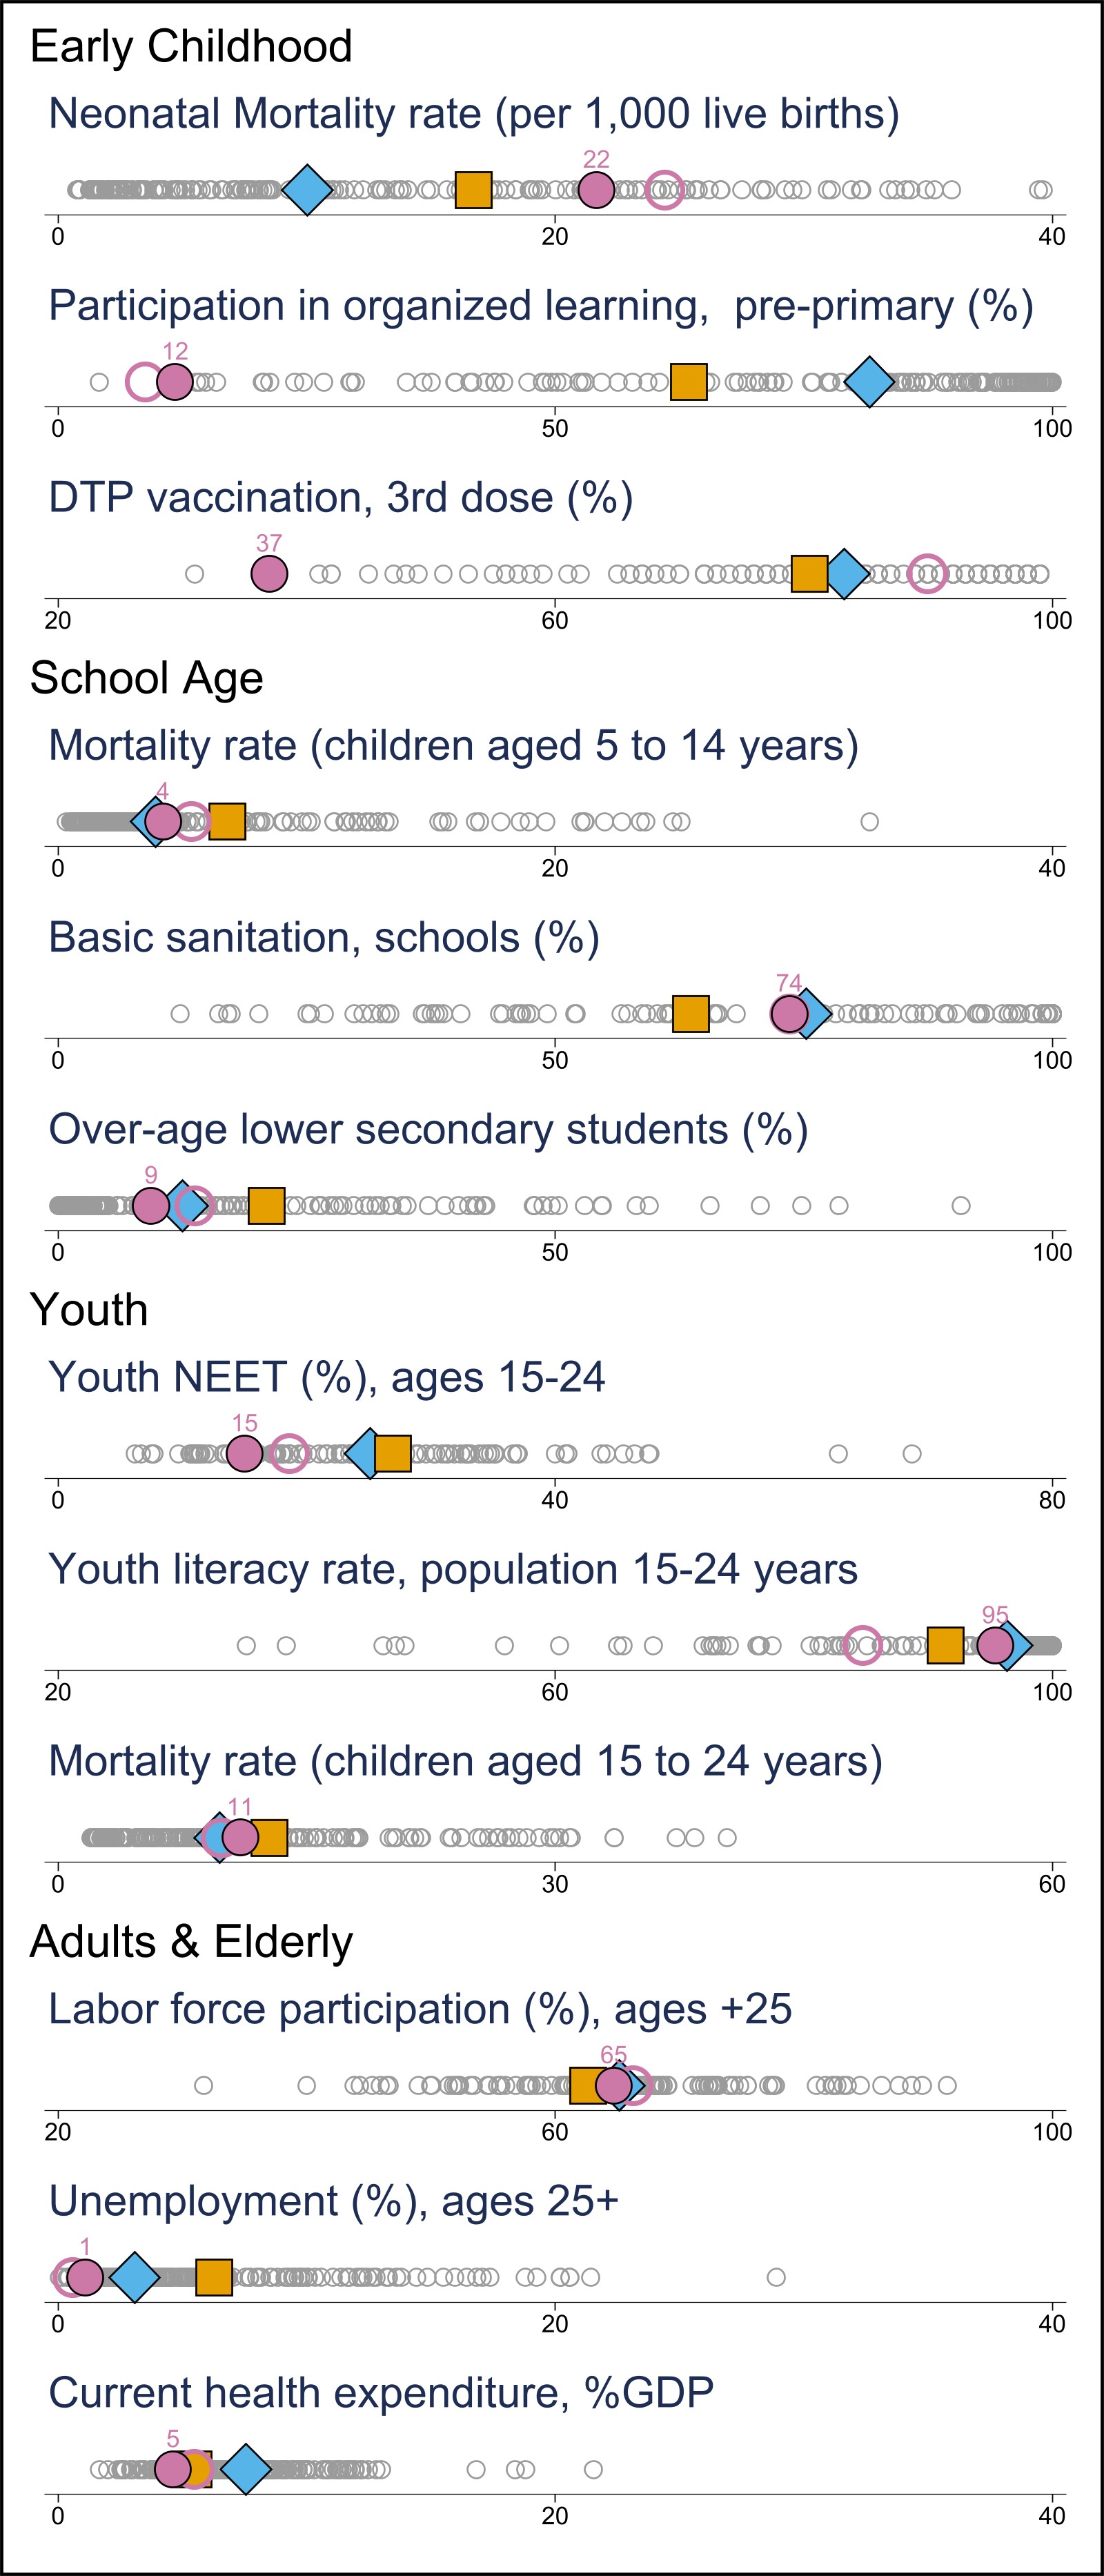 Early Childhood
Neonatal Mortality rate (per 1,000 live births)
22
0 20 40
Participation in organized learning,  pre-primary (%)
12
0 50 100
DTP vaccination, 3rd dose (%)
37
20 60 100
School Age
Mortality rate (children aged 5 to 14 years)
4
0 20 40
Basic sanitation, schools (%)
74
0 50 100
Over-age lower secondary students (%)
9
0 50 100
Youth
Youth NEET (%), ages 15-24
15
0 40 80
Youth literacy rate, population 15-24 years
95
20 60 100
Mortality rate (children aged 15 to 24 years)
11
0 30 60
Adults & Elderly
Labor force participation (%), ages +25
65
20 60 100
Unemployment (%), ages 25+
1
0 20 40
Current health expenditure, %GDP
5
0 20 40